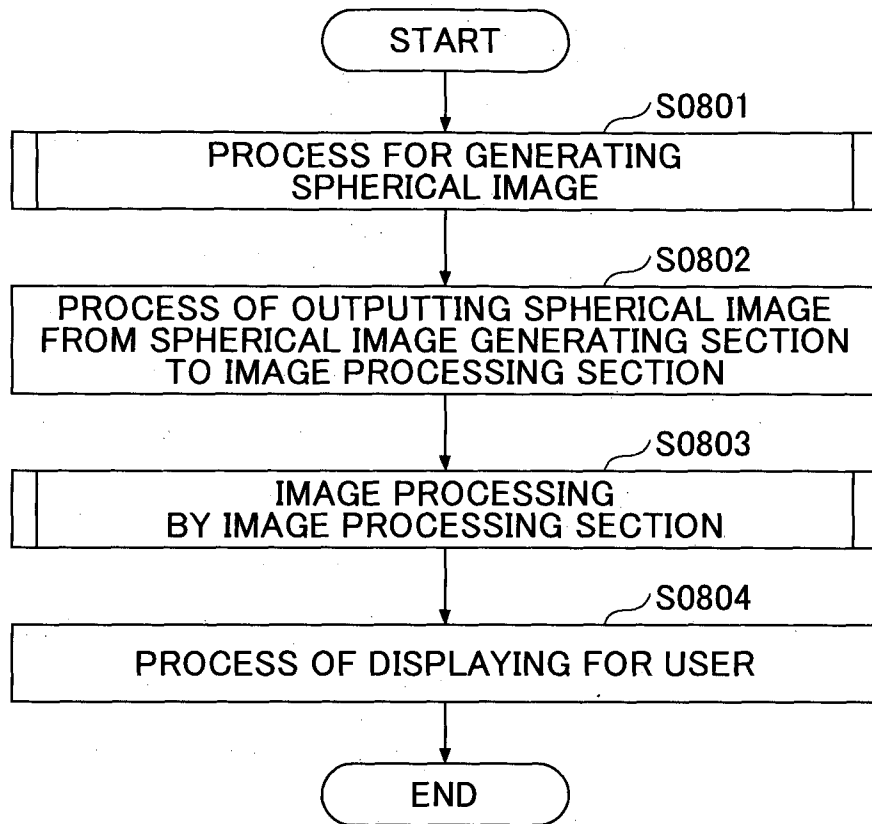 START
S0801
PROCESS FOR GENERATING
SPHERICAL IMAGE
S0802
PROCESS OF OUTPUTTING SPHERICAL IMAGE
FROM SPHERICAL IMAGE GENERATING SECTION
TO IMAGE PROCESSING SECTION
S0803
IMAGE PROCESSING
BY IMAGE PROCESSING SECTION
S0804
PROCESS OF DISPLAYING FOR USER
END